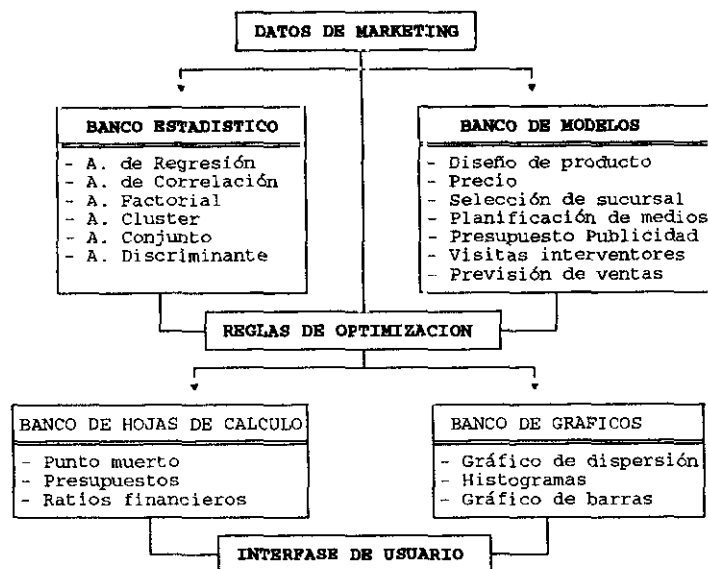 DATOS DE MARKETING
BANCO ESTADISTICO
- A. de Regresión
- A. de Correlación
- A. Factorial
- A. Cluster
- A. Conjunto
- A. Discriminante
BANCO DE MODELOS
- Diseño de producto
- Precio
- Selección de sucursal
- Planificación de medios
- Presupuesto Publicidad
- Visitas interventores
- Previsión de ventas
REGLAS DE OPTIMIZACION
BANCO DE HOJAS DE CALCULO
- Punto muerto
- Presupuestos
- Ratios financieros
BANCO DE GRAFICOS
- Gráfico de dispersión
- Histogramas
- Gráfico de barras
INTERFASE DE USUARIO